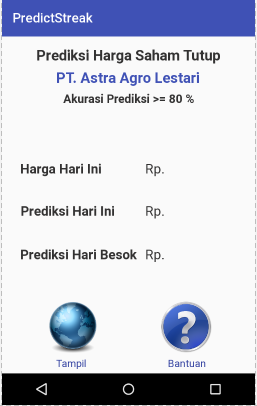 PredictStreak
Prediksi Harga Saham Tutup
PT. Astra Agro Lestari
Akurasi Prediksi >= 80 %
Harga Hari Ini Rp.
Prediksi Hari Ini Rp.
Prediksi Hari Besok Rp.
?
Tampil Bantuan